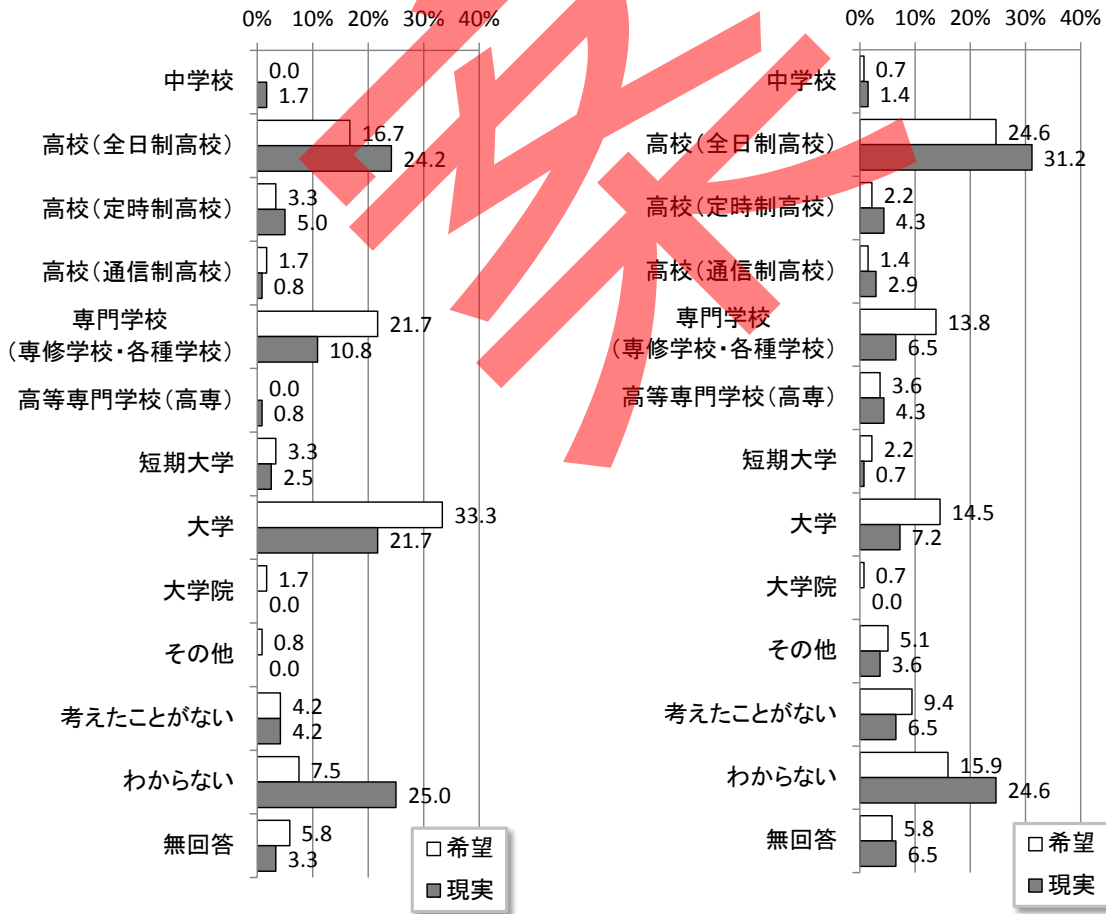 0% 10% 20% 30% 40%
中学校 0.0
1.7
高校(全日制高校) 16.7
24.2
高校(定時制高校) 3.3
5.0
高校(通信制高校) 1.7
0.8
専門学校 21.7
(専修学校・各種学校) 10.8
高等専門学校(高専) 0.0
0.8
短期大学 3.3
2.5
大学 33.3
21.7
大学院 1.7
0.0
その他 0.8
0.0
考えたことがない 4.2
4.2
わからない 7.5
25.0
無回答 5.8
3.3
希望
現実
0% 10% 20% 30% 40%
中学校 0.7
1.4
高校(全日制高校) 24.6
31.2
高校(定時制高校) 2.2
4.3
高校(通信制高校) 1.4
2.9
専門学校 13.8
(専修学校・各種学校) 6.5
高等専門学校(高専) 3.6
4.3
短期大学 2.2
0.7
大学 14.5
7.2
大学院 0.7
0.0
その他 5.1
3.6
考えたことがない 9.4
6.5
わからない 15.9
24.6
無回答 5.8
6.5
希望
現実